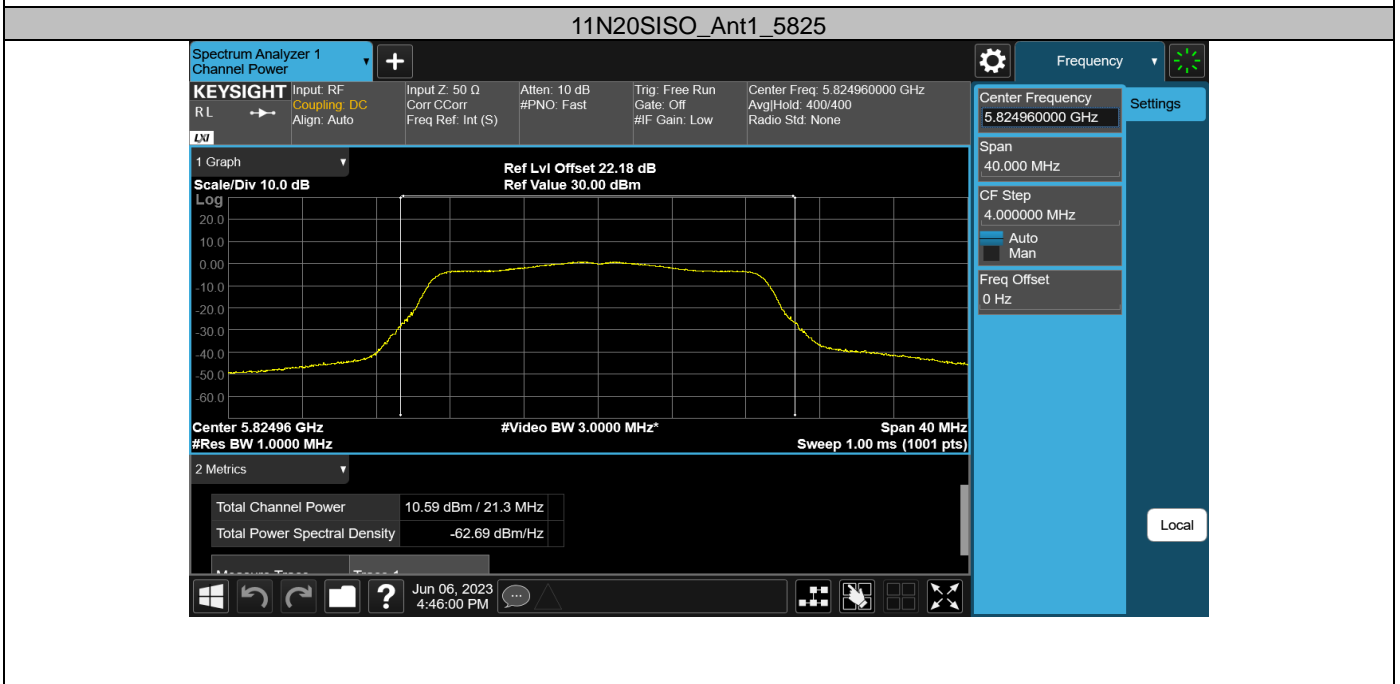 11N20SISO_Ant1_5825
Spectrum Analyzer 1
Channel Power
Frequency
KEYSIGHT
R L
LXI
Input: RF
Coupling: DC
Align: Auto
Input Z: 50 Ω
Corr CCorr
Freq Ref: Int (S)
Atten: 10 dB
#PNO: Fast
Trig: Free Run
Gate: Off
#IF Gain: Low
Center Freq: 5.824960000 GHz
Avg|Hold: 400/400
Radio Std: None
Center Frequency
5.824960000 GHz
Settings
Span
40.000 MHz
CF Step
4.000000 MHz
Auto
Man
Freq Offset
0 Hz
Local
1 Graph
Scale/Div 10.0 dB
Ref Lvl Offset 22.18 dB
Ref Value 30.00 dBm
Log
20.0
10.0
0.00
-10.0
-20.0
-30.0
-40.0
-50.0
-60.0
Center 5.82496 GHz
#Res BW 1.0000 MHz
#Video BW 3.0000 MHz*
Span 40 MHz
Sweep 1.00 ms (1001 pts)
2 Metrics
Total Channel Power 10.59 dBm / 21.3 MHz
Total Power Spectral Density -62.69 dBm/Hz
Measure Trace Trace 1
?
Jun 06, 2023
4:46:00 PM